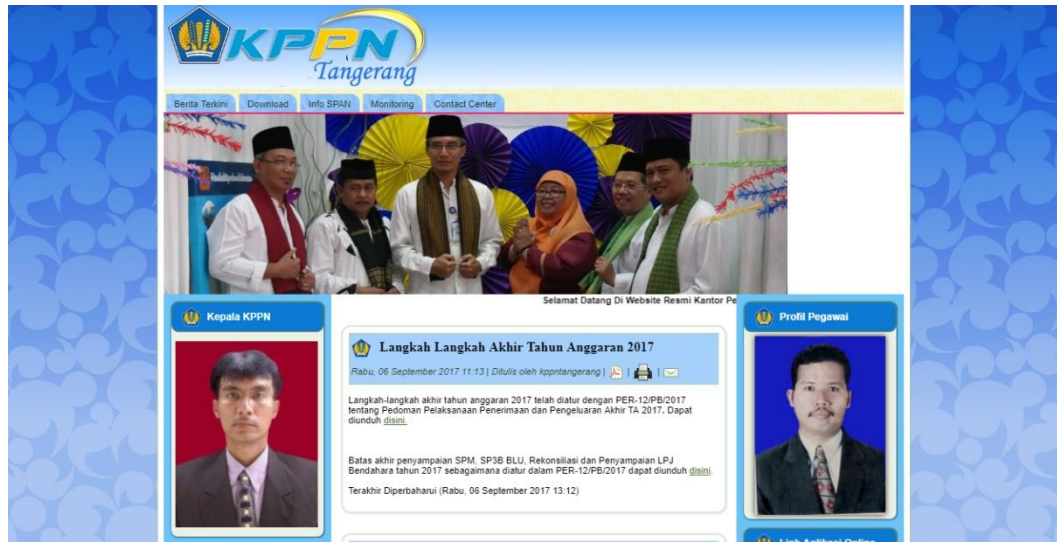 KPPN
Tangerang
Berita Terkini
Download
Info SPAN
Monitoring
Contact Center
Selamat Datang Di Website Resmi Kantor Pe
Kepala KPPN
Langkah Langkah Akhir Tahun Anggaran 2017
Rabu, 06 September 2017 11:13 | Ditulis oleh kppntangerang |
Langkah-langkah akhir tahun anggaran 2017 telah diatur dengan PER-12/PB/2017
tentang Pedoman Pelaksanaan Penerimaan dan Pengeluaran Akhir TA 2017. Dapat
diunduh disini.
Batas akhir penyampaian SPM, SP3B BLU, Rekonsiliasi dan Penyampaian LPJ
Bendahara tahun 2017 sebagaimana diatur dalam PER-12/PB/2017 dapat diunduh disini.
Terakhir Diperbaharui (Rabu, 06 September 2017 13:12)
Profil Pegawai
Link Aplikasi Online